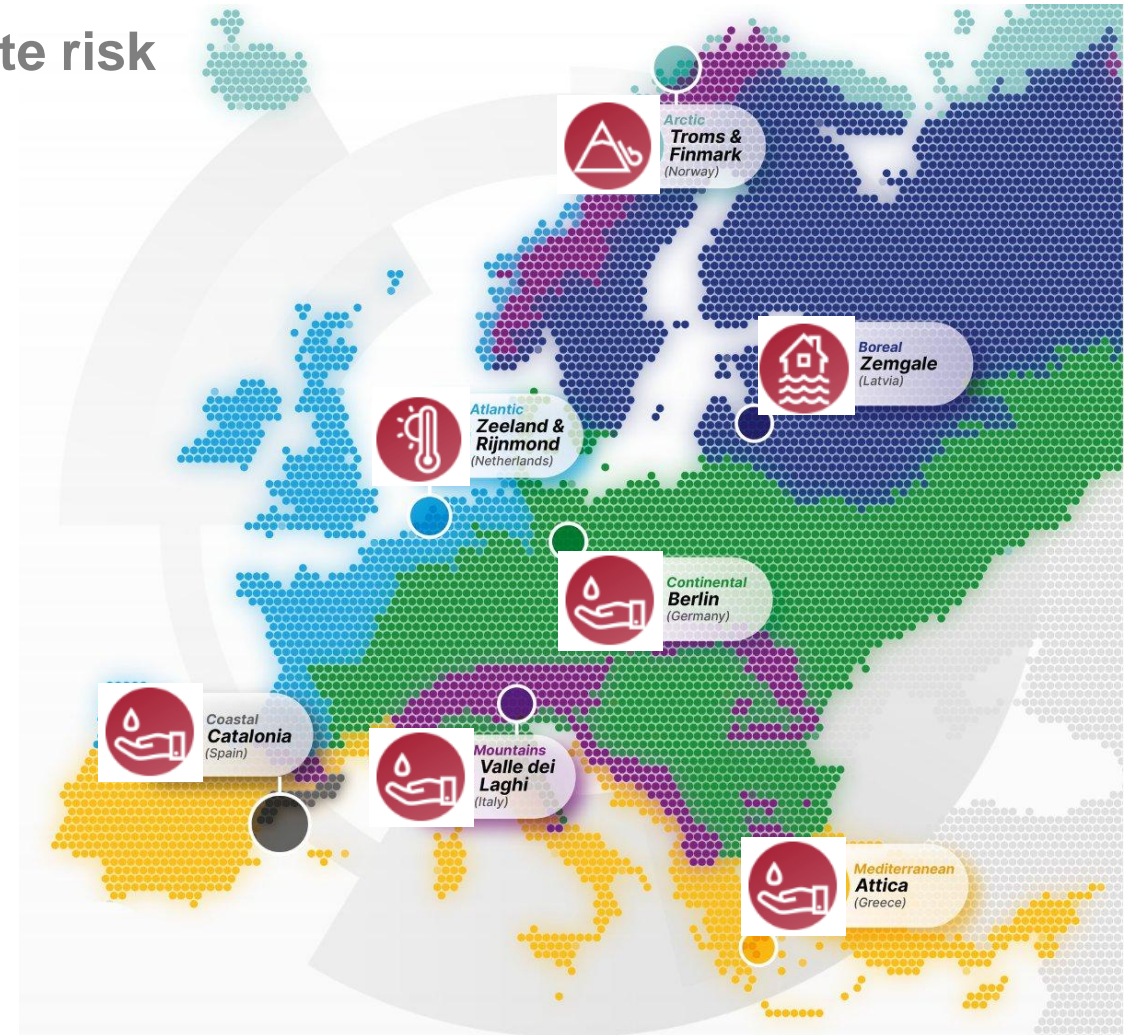 te risk
Arctic
Troms &
Finmark
(Norway)
Boreal
Zemgale
(Latvia)
Atlantic
Zeeland &
Rijnmond
(Netherlands)
Continental
Berlin
(Germany)
Coastal
Catalonia
(Spain)
Mountains
Valle dei
Laghi
(Italy)
Mediterranean
Attica
(Greece)